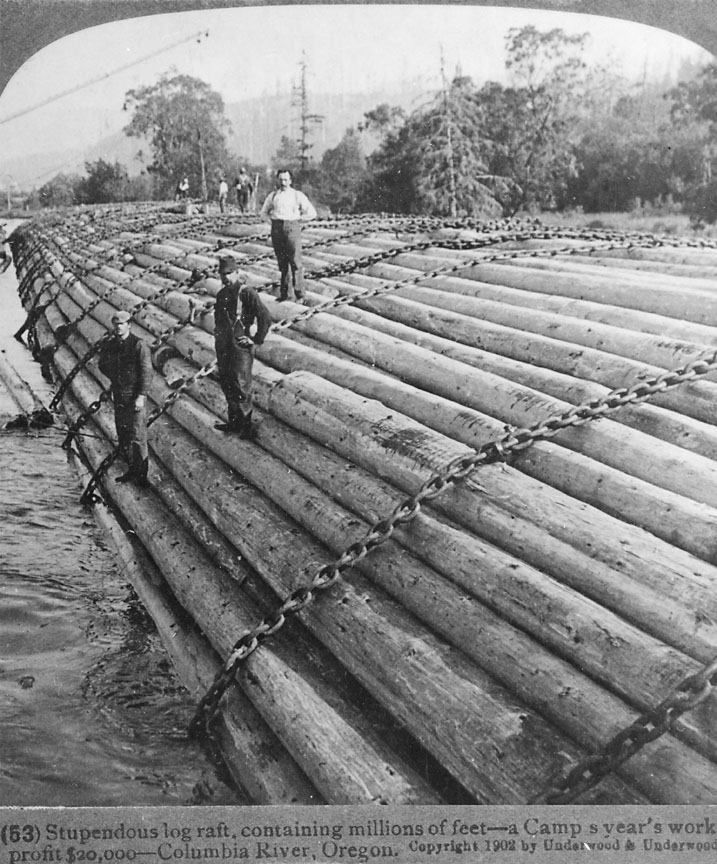 (53) Stupendous log raft, containing millions of feet—a Camp s year's work
profit $20,000—Columbia River, Oregon. Copyright 1902 by Underwood & Underwood